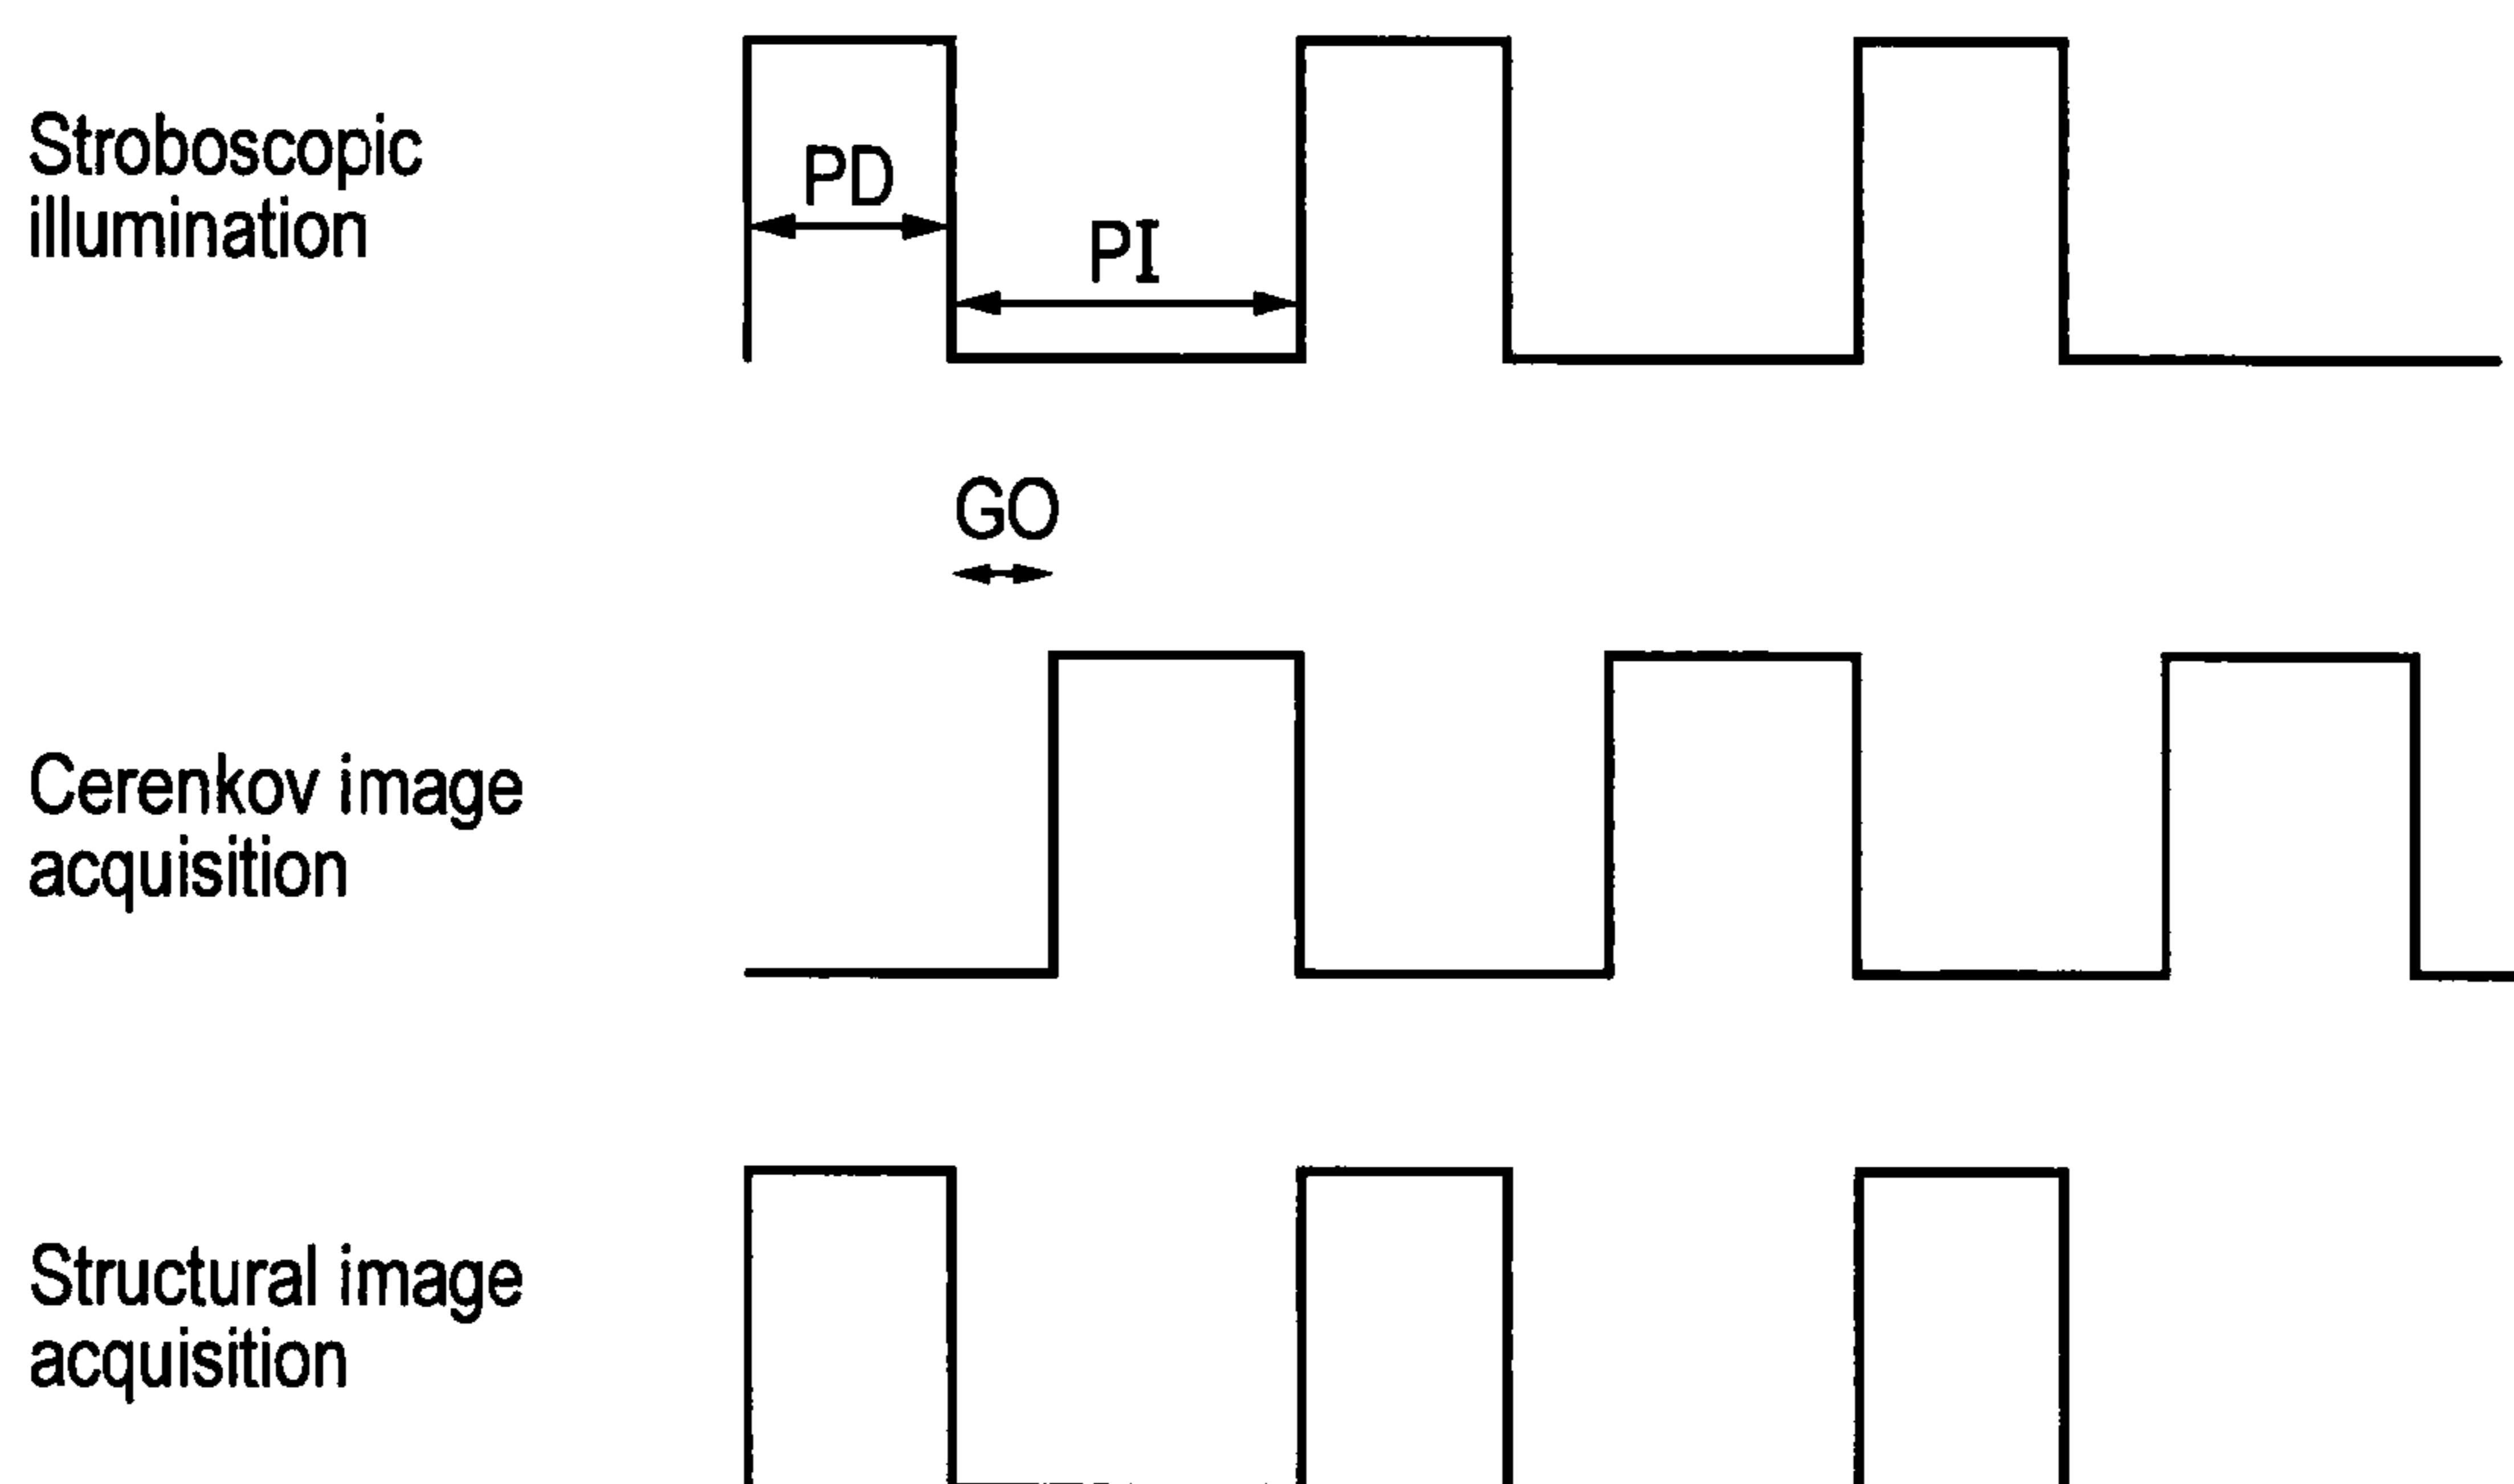 Stroboscopic
illumination
PD
PI
GO
Cerenkov image
acquisition
Structural image
acquisition